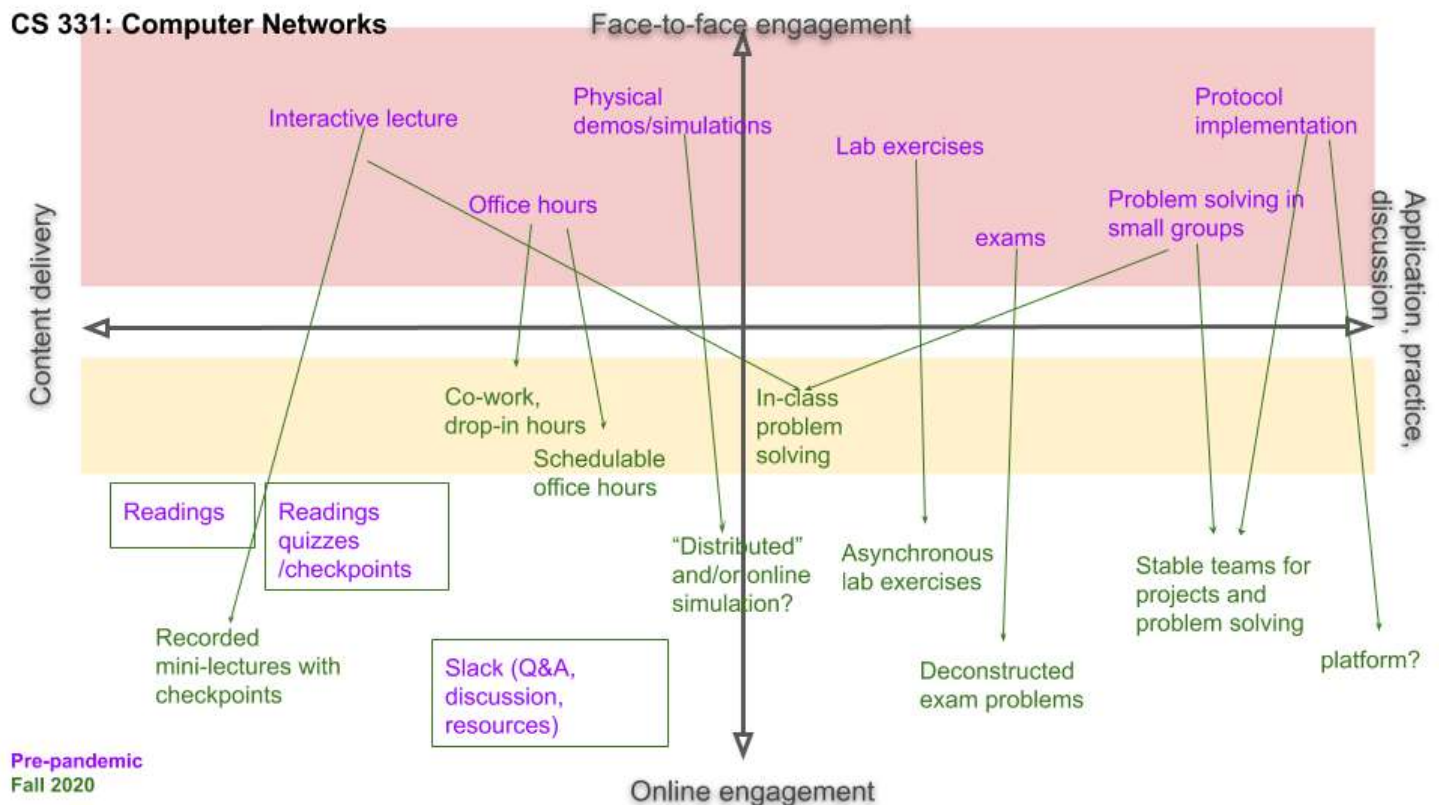 CS 331: Computer Networks
Face-to-face engagement
Interactive lecture
Physical
demos/simulations
Lab exercises
Protocol
implementation
Office hours
exams
Problem solving in
small groups
Content delivery
Application, practice,
discussion
Co-work,
drop-in hours
Schedulable
office hours
In-class
problem
solving
Readings
Readings
quizzes
/checkpoints
"Distributed"
and/or online
simulation?
Asynchronous
lab exercises
Stable teams for
projects and
problem solving
Recorded
mini-lectures with
checkpoints
Slack (Q&A,
discussion,
resources)
Deconstructed
exam problems
platform?
Pre-pandemic
Fall 2020
Online engagement